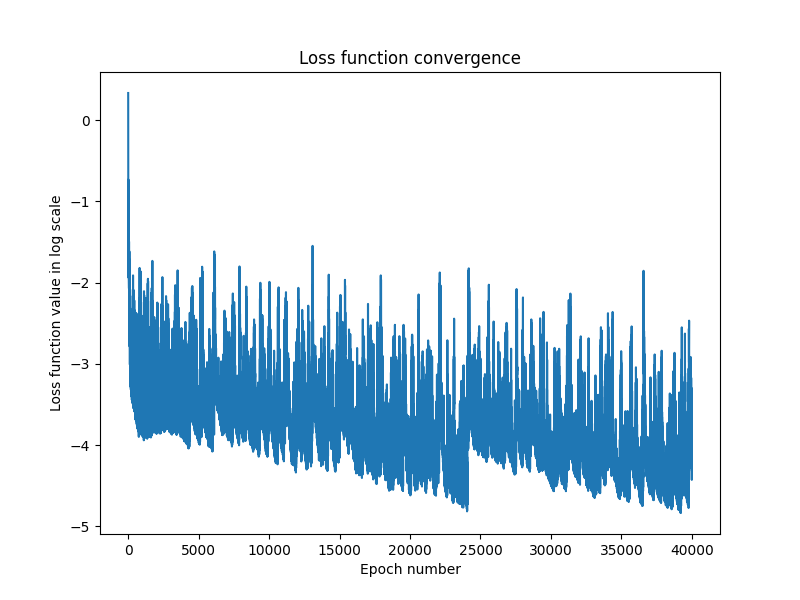 Loss function convergence
Loss function value in log scale
0
−1
−2
−3
−4
−5
0 5000 10000 15000 20000 25000 30000 35000 40000
Epoch number